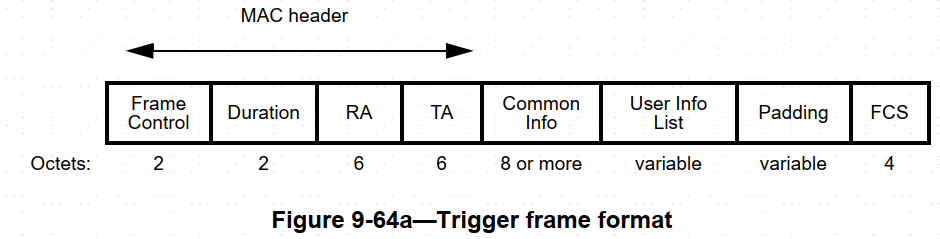 MAC header
Frame Control Duration RA TA Common Info User Info List Padding FCS
Octets: 2 2 6 6 8 or more variable variable 4
Figure 9-64a—Trigger frame format